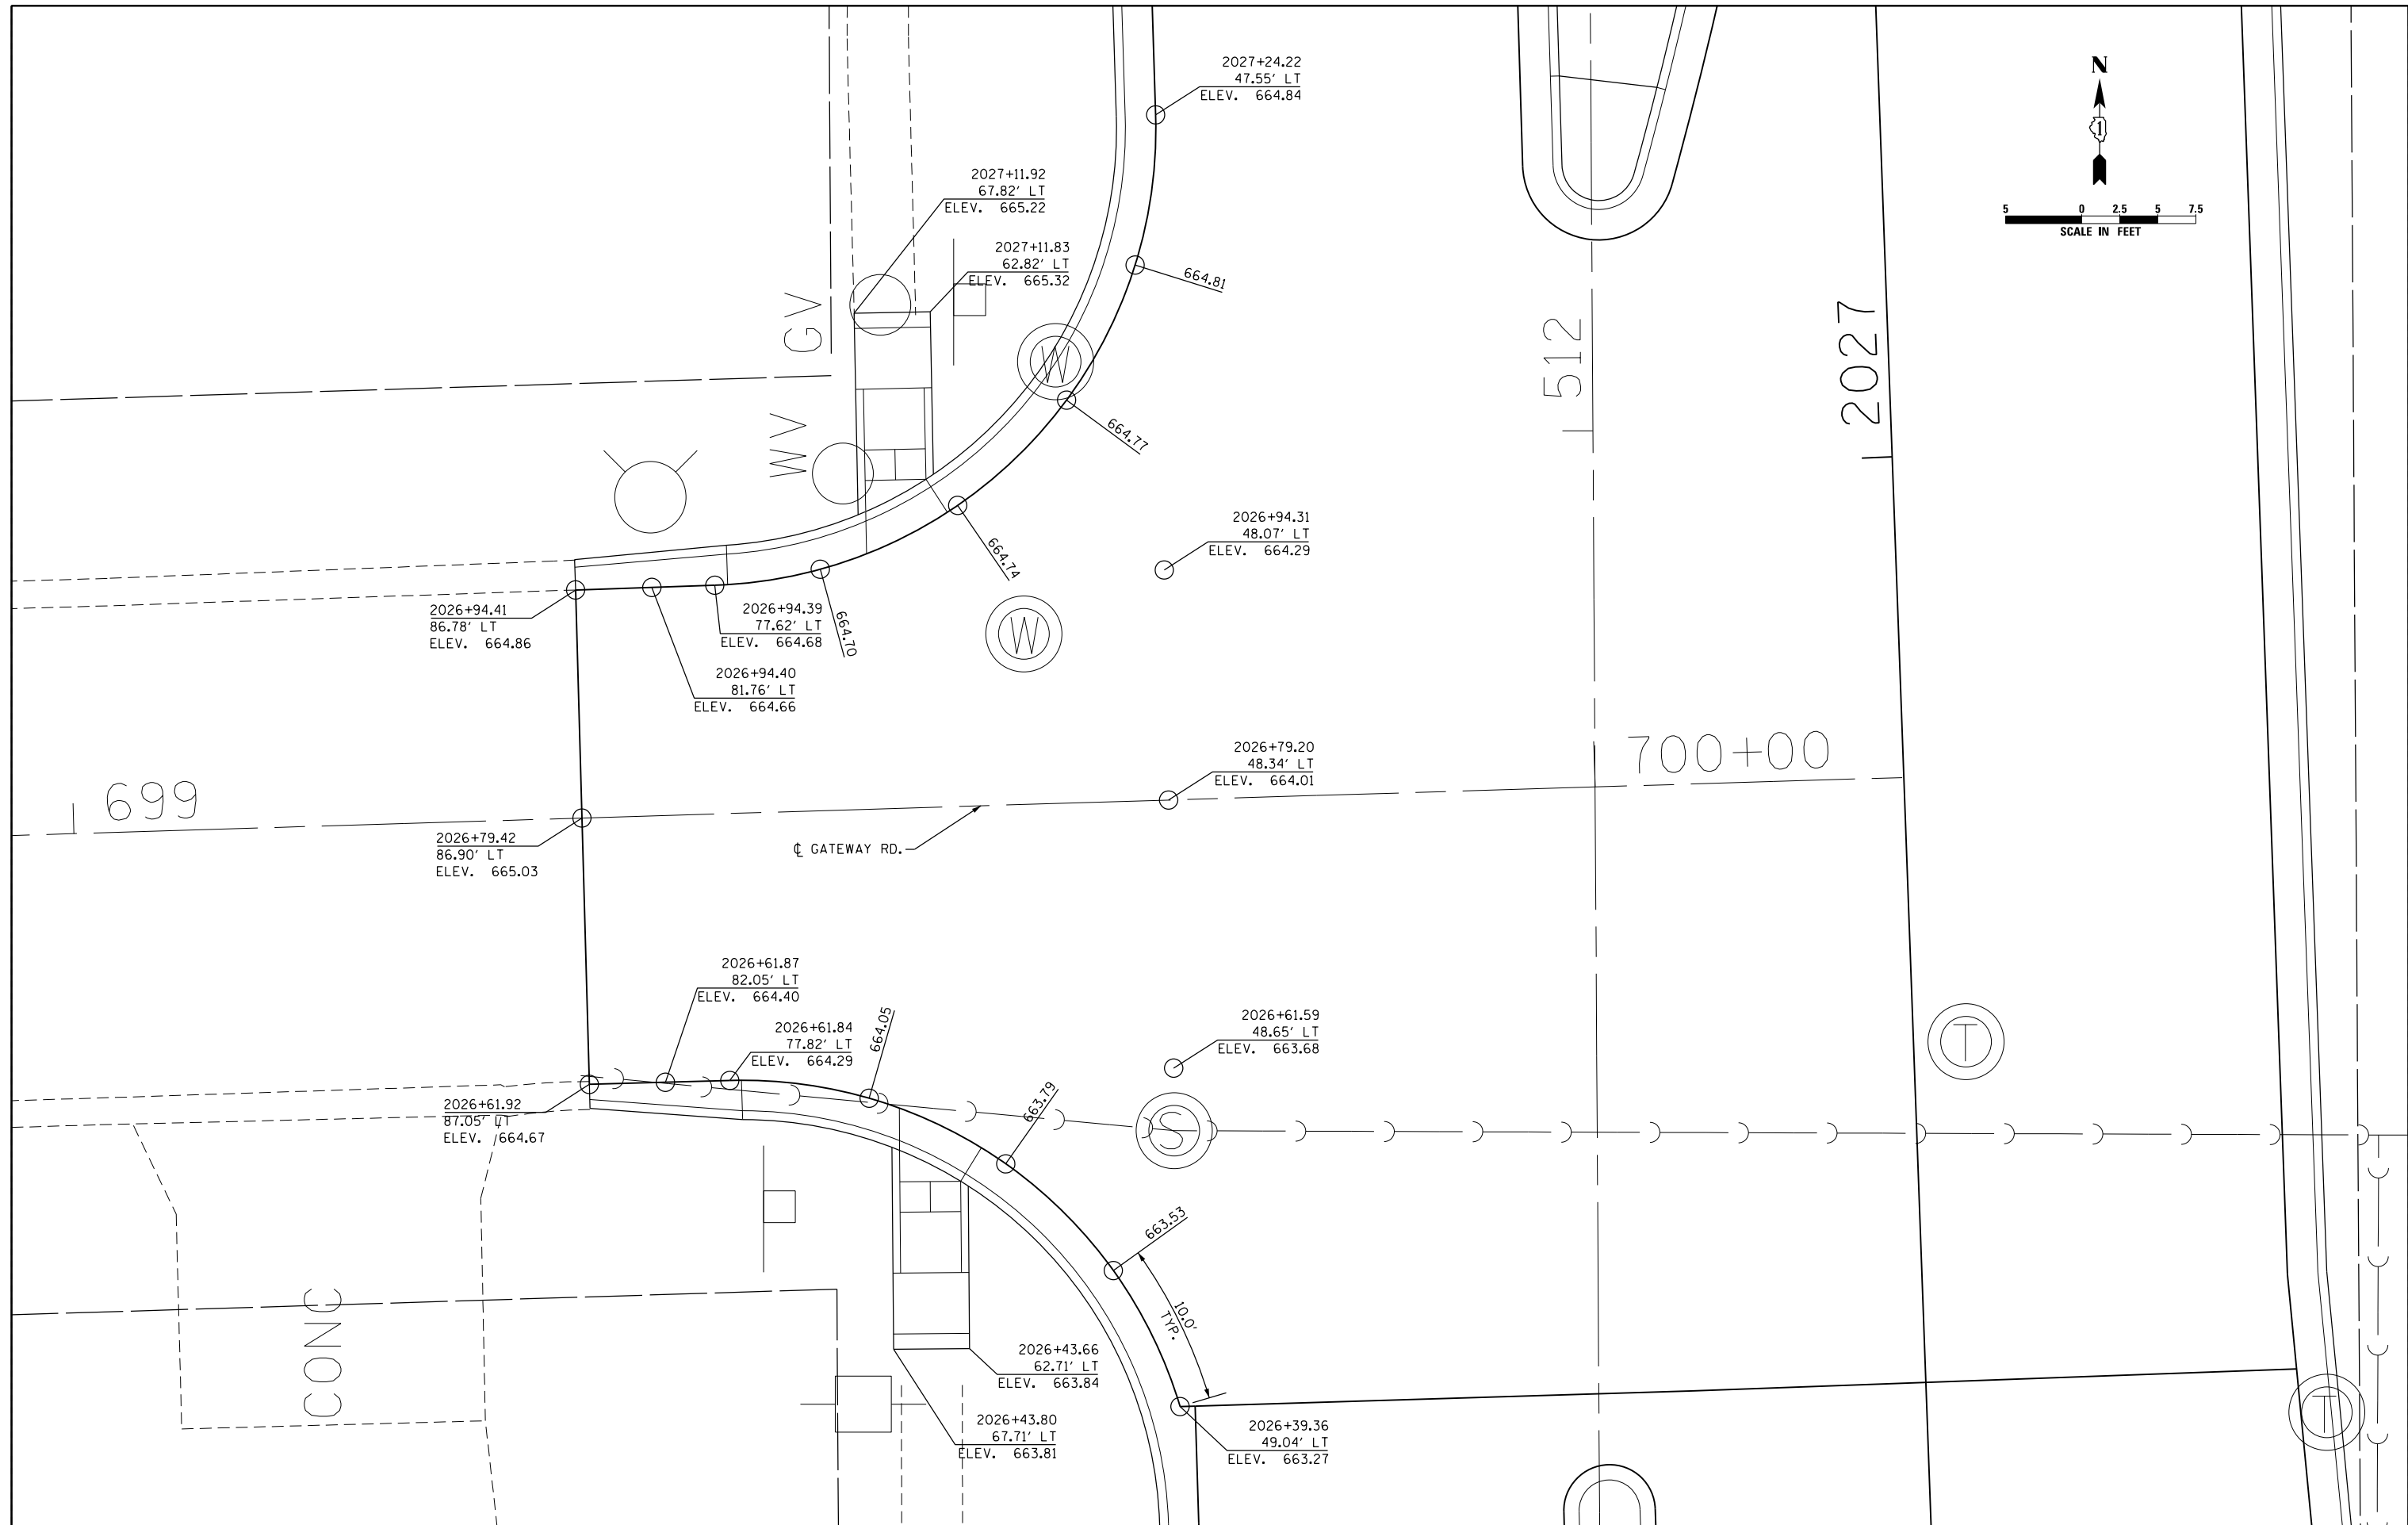 2027+24.22
47.55' LT
ELEV. 664.84
N
1
5 0 2.5 5 7.5
SCALE IN FEET
2027+11.92
67.82' LT
ELEV. 665.22
2027+11.83
62.82' LT
ELEV. 665.32
664.81
GV
W
512
2027
WV
664.77
2026+94.31
48.07' LT
ELEV. 664.29
664.74
2026+94.41
86.78' LT
ELEV. 664.86
2026+94.39
77.62' LT
ELEV. 664.68
664.70
W
2026+94.40
81.76' LT
ELEV. 664.66
699
2026+79.20
48.34' LT
ELEV. 664.01
700+00
2026+79.42
86.90' LT
ELEV. 665.03
℄ GATEWAY RD.
2026+61.87
82.05' LT
ELEV. 664.40
2026+61.84
77.82' LT
ELEV. 664.29
664.05
2026+61.59
48.65' LT
ELEV. 663.68
T
2026+61.92
87.05' LT
ELEV. 664.67
663.79
S
663.53
10.0'
TYP.
CONC
2026+43.66
62.71' LT
ELEV. 663.84
2026+43.80
67.71' LT
ELEV. 663.81
2026+39.36
49.04' LT
ELEV. 663.27
T